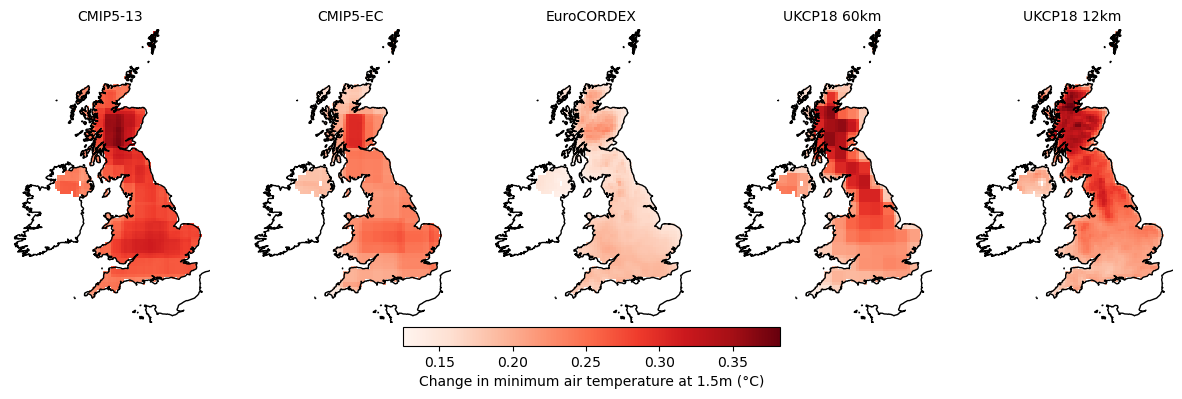 CMIP5-13 CMIP5-EC EuroCORDEX UKCP18 60km UKCP18 12km
0.15 0.20 0.25 0.30 0.35
Change in minimum air temperature at 1.5m (°C)